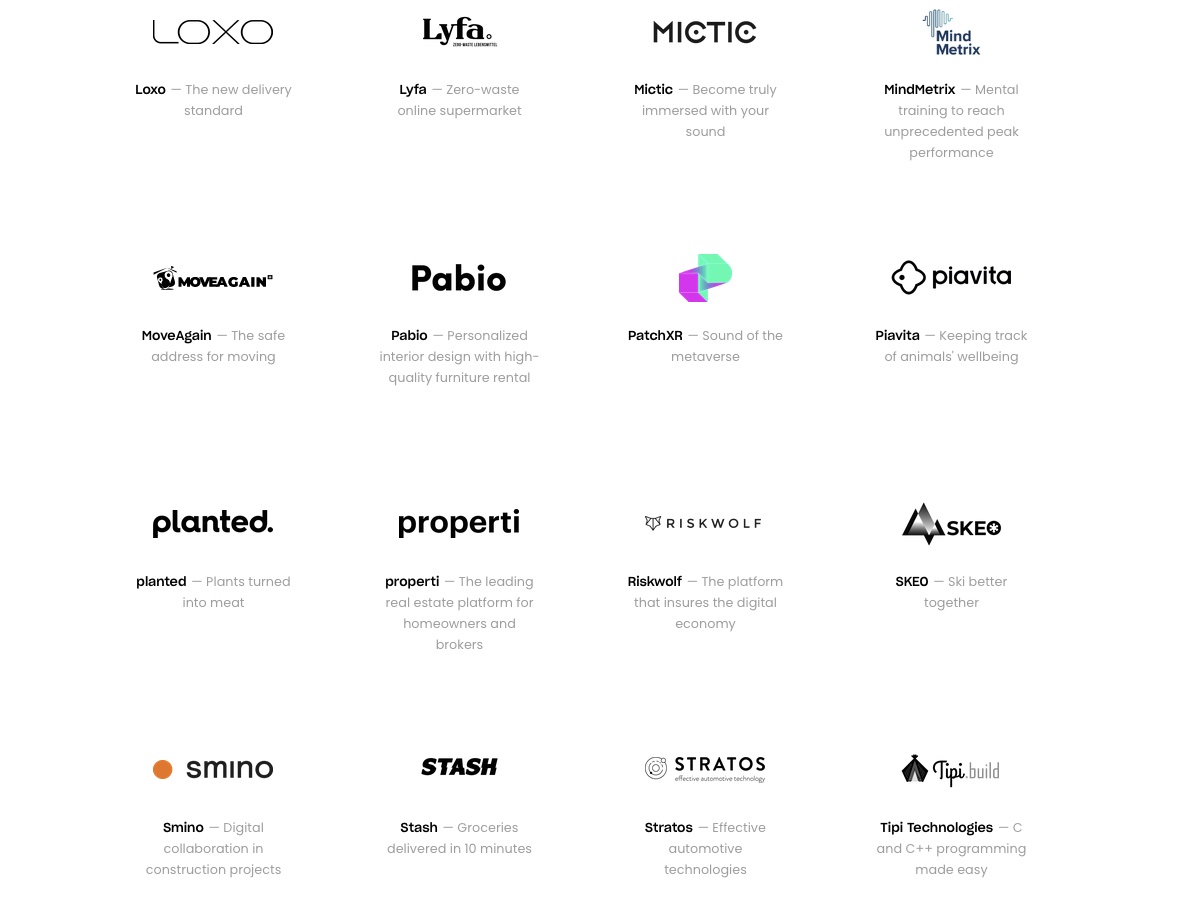 LOXO
Lyfa.
ZERO-WASTE LEBENSMITTEL
MICTIC
Mind
Metrix
Loxo — The new delivery
standard
Lyfa — Zero-waste
online supermarket
Mictic — Become truly
immersed with your
sound
MindMetrix — Mental
training to reach
unprecedented peak
performance
MOVEAGAIN
Pabio
piavita
MoveAgain — The safe
address for moving
Pabio — Personalized
interior design with high-
quality furniture rental
PatchXR — Sound of the
metaverse
Piavita — Keeping track
of animals' wellbeing
planted.
properti
RISKWOLF
SKEO
planted — Plants turned
into meat
properti — The leading
real estate platform for
homeowners and
brokers
Riskwolf — The platform
that insures the digital
economy
SKEO — Ski better
together
smino
STASH
STRATOS
effective automotive technology
Tipi.build
Smino — Digital
collaboration in
construction projects
Stash — Groceries
delivered in 10 minutes
Stratos — Effective
automotive
technologies
Tipi Technologies — C
and C++ programming
made easy